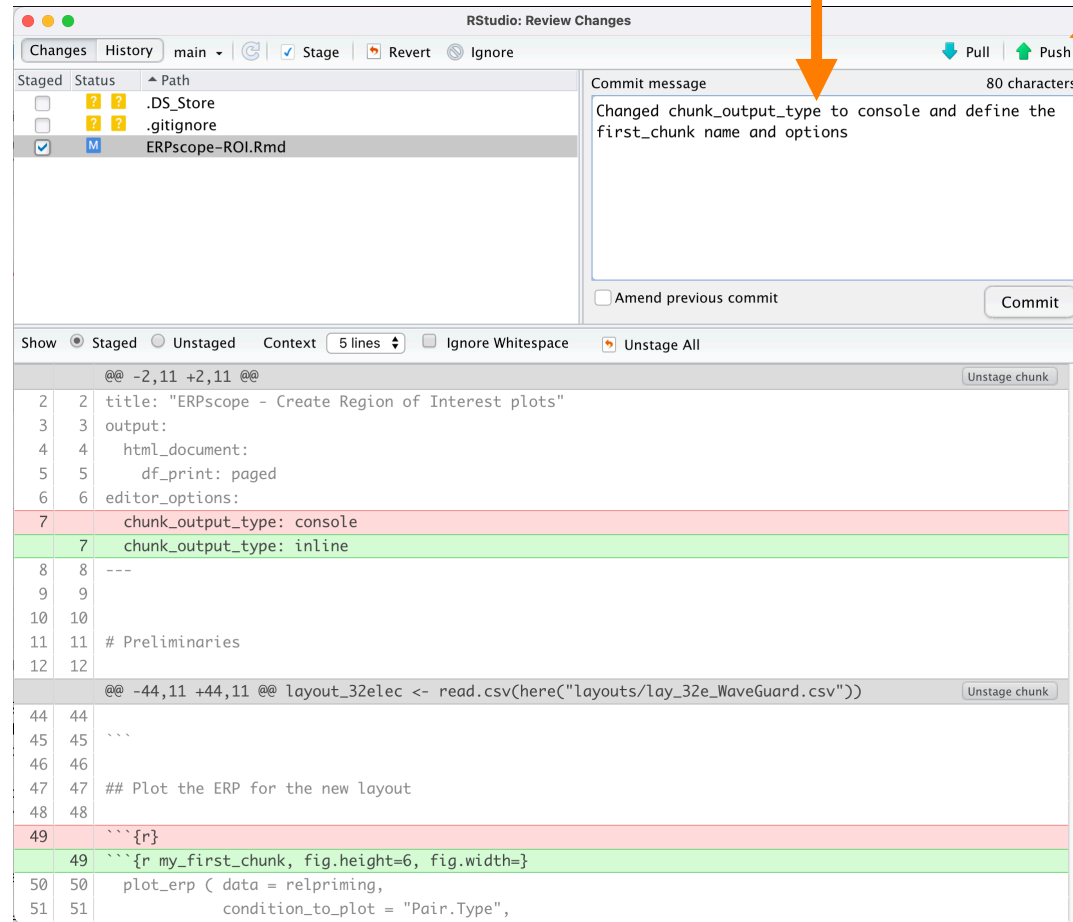 RStudio: Review Changes
Changes History main Stage Revert Ignore Pull Push
Staged Status Path
Commit message 80 characters
? ? .DS_Store
? ? .gitignore
M ERPscope-ROI.Rmd
Changed chunk_output_type to console and define the
first_chunk name and options
Amend previous commit
Commit
Show Staged Unstaged Context 5 lines Ignore Whitespace Unstage All
@@ -2,11 +2,11 @@ Unstage chunk
2 2 title: "ERPscope - Create Region of Interest plots"
3 3 output:
4 4 html_document:
5 5 df_print: paged
6 6 editor_options:
7 chunk_output_type: console
7 chunk_output_type: inline
8 8 ---
9 9
10 10
11 11 # Preliminaries
12 12
@@ -44,11 +44,11 @@ layout_32elec <- read.csv(here("layouts/lay_32e_WaveGuard.csv")) Unstage chunk
44 44
45 45 ```
46 46
47 47 ## Plot the ERP for the new layout
48 48
49 ```{r}
49 ```{r my_first_chunk, fig.height=6, fig.width=}
50 50 plot_erp ( data = relpriming,
51 51 condition_to_plot = "Pair.Type",